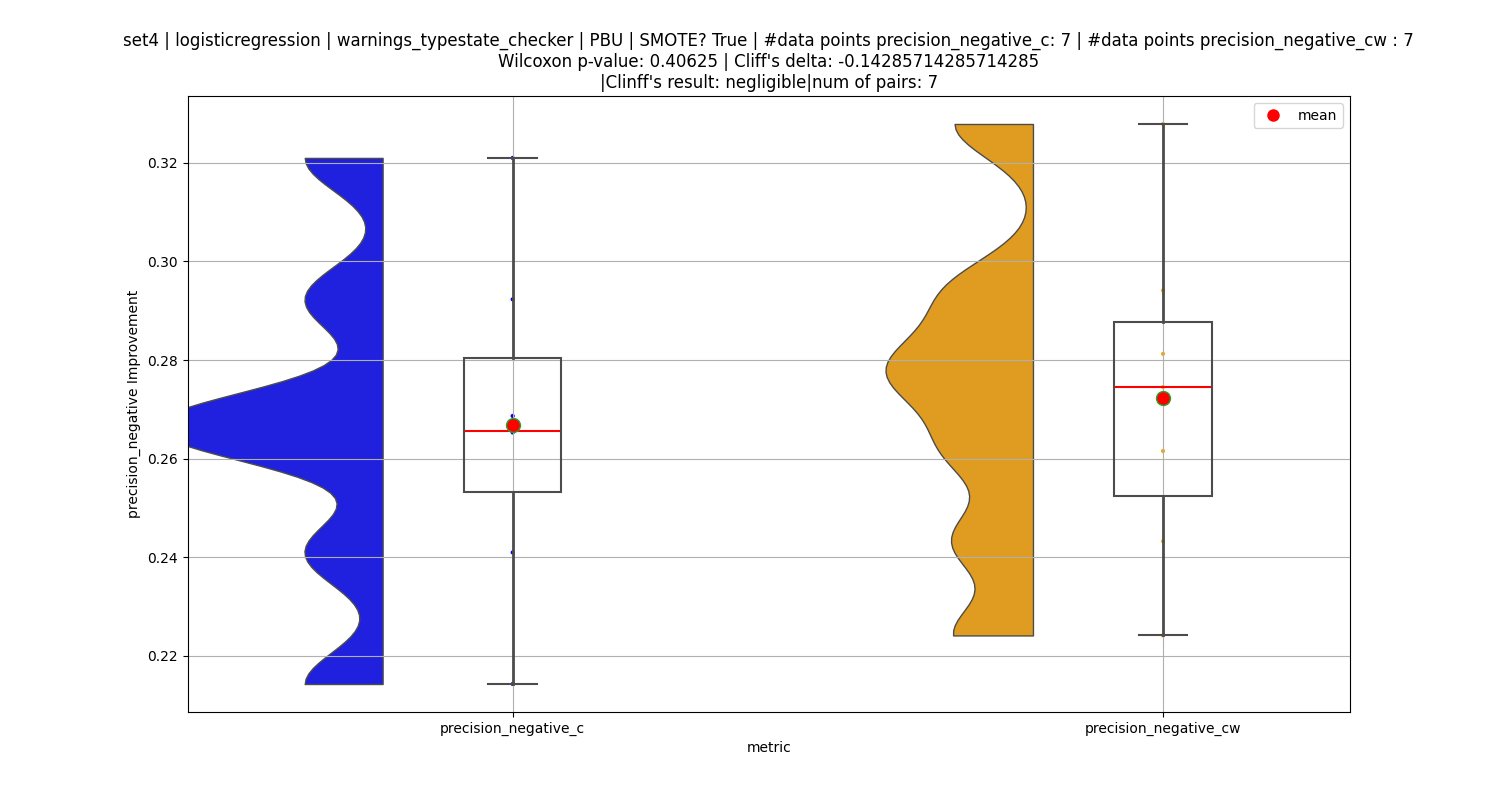 set4 | logisticregression | warnings_typestate_checker | PBU | SMOTE? True | #data points precision_negative_c: 7 | #data points precision_negative_cw : 7
Wilcoxon p-value: 0.40625 | Cliff's delta: -0.14285714285714285
|Clinff's result: negligible|num of pairs: 7
mean
0.32
0.30
0.28
0.26
0.24
0.22
precision_negative Improvement
precision_negative_c
precision_negative_cw
metric